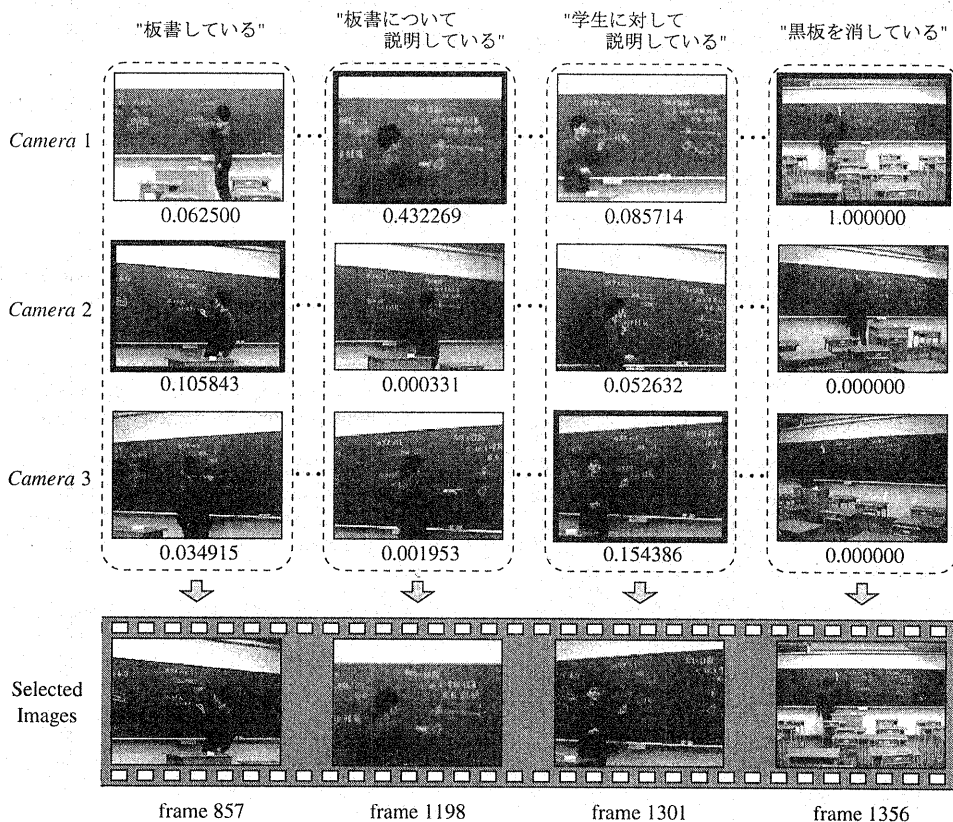 "板書している"
"板書について
説明している"
"学生に対して
説明している"
"黒板を消している"
Camera 1
0.062500
0.432269
0.085714
1.000000
Camera 2
0.105843
0.000331
0.052632
0.000000
Camera 3
0.034915
0.001953
0.154386
0.000000
Selected
Images
frame 857
frame 1198
frame 1301
frame 1356